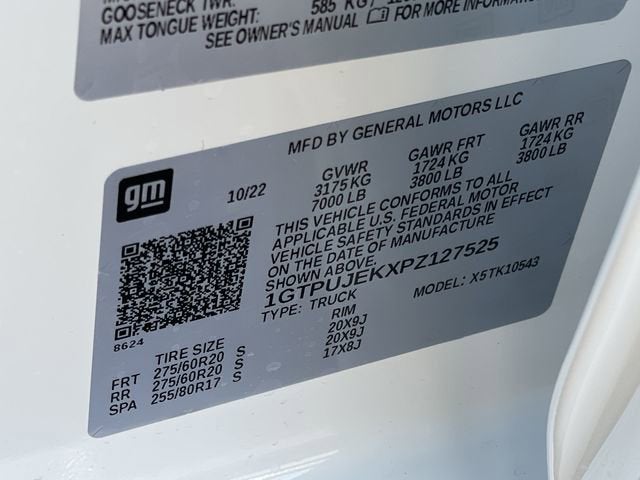 GOOSENECK TWR: 585 KG /
MAX TONGUE WEIGHT:
SEE OWNER'S MANUAL FOR MORE INFORMATION
MFD BY GENERAL MOTORS LLC
gm
10/22
GVWR GAWR FRT GAWR RR
3175 KG 1724 KG 1724 KG
7000 LB 3800 LB 3800 LB
THIS VEHICLE CONFORMS TO ALL
APPLICABLE U.S. FEDERAL MOTOR
VEHICLE SAFETY STANDARDS IN EFFECT
ON THE DATE OF MANUFACTURE
SHOWN ABOVE.
1GTPUJEKXPZ127525
TYPE: TRUCK MODEL: X5TK10543
8624
TIRE SIZE RIM
FRT 275/60R20 S 20X9J
RR 275/60R20 S 20X9J
SPA 255/80R17 S 17X8J